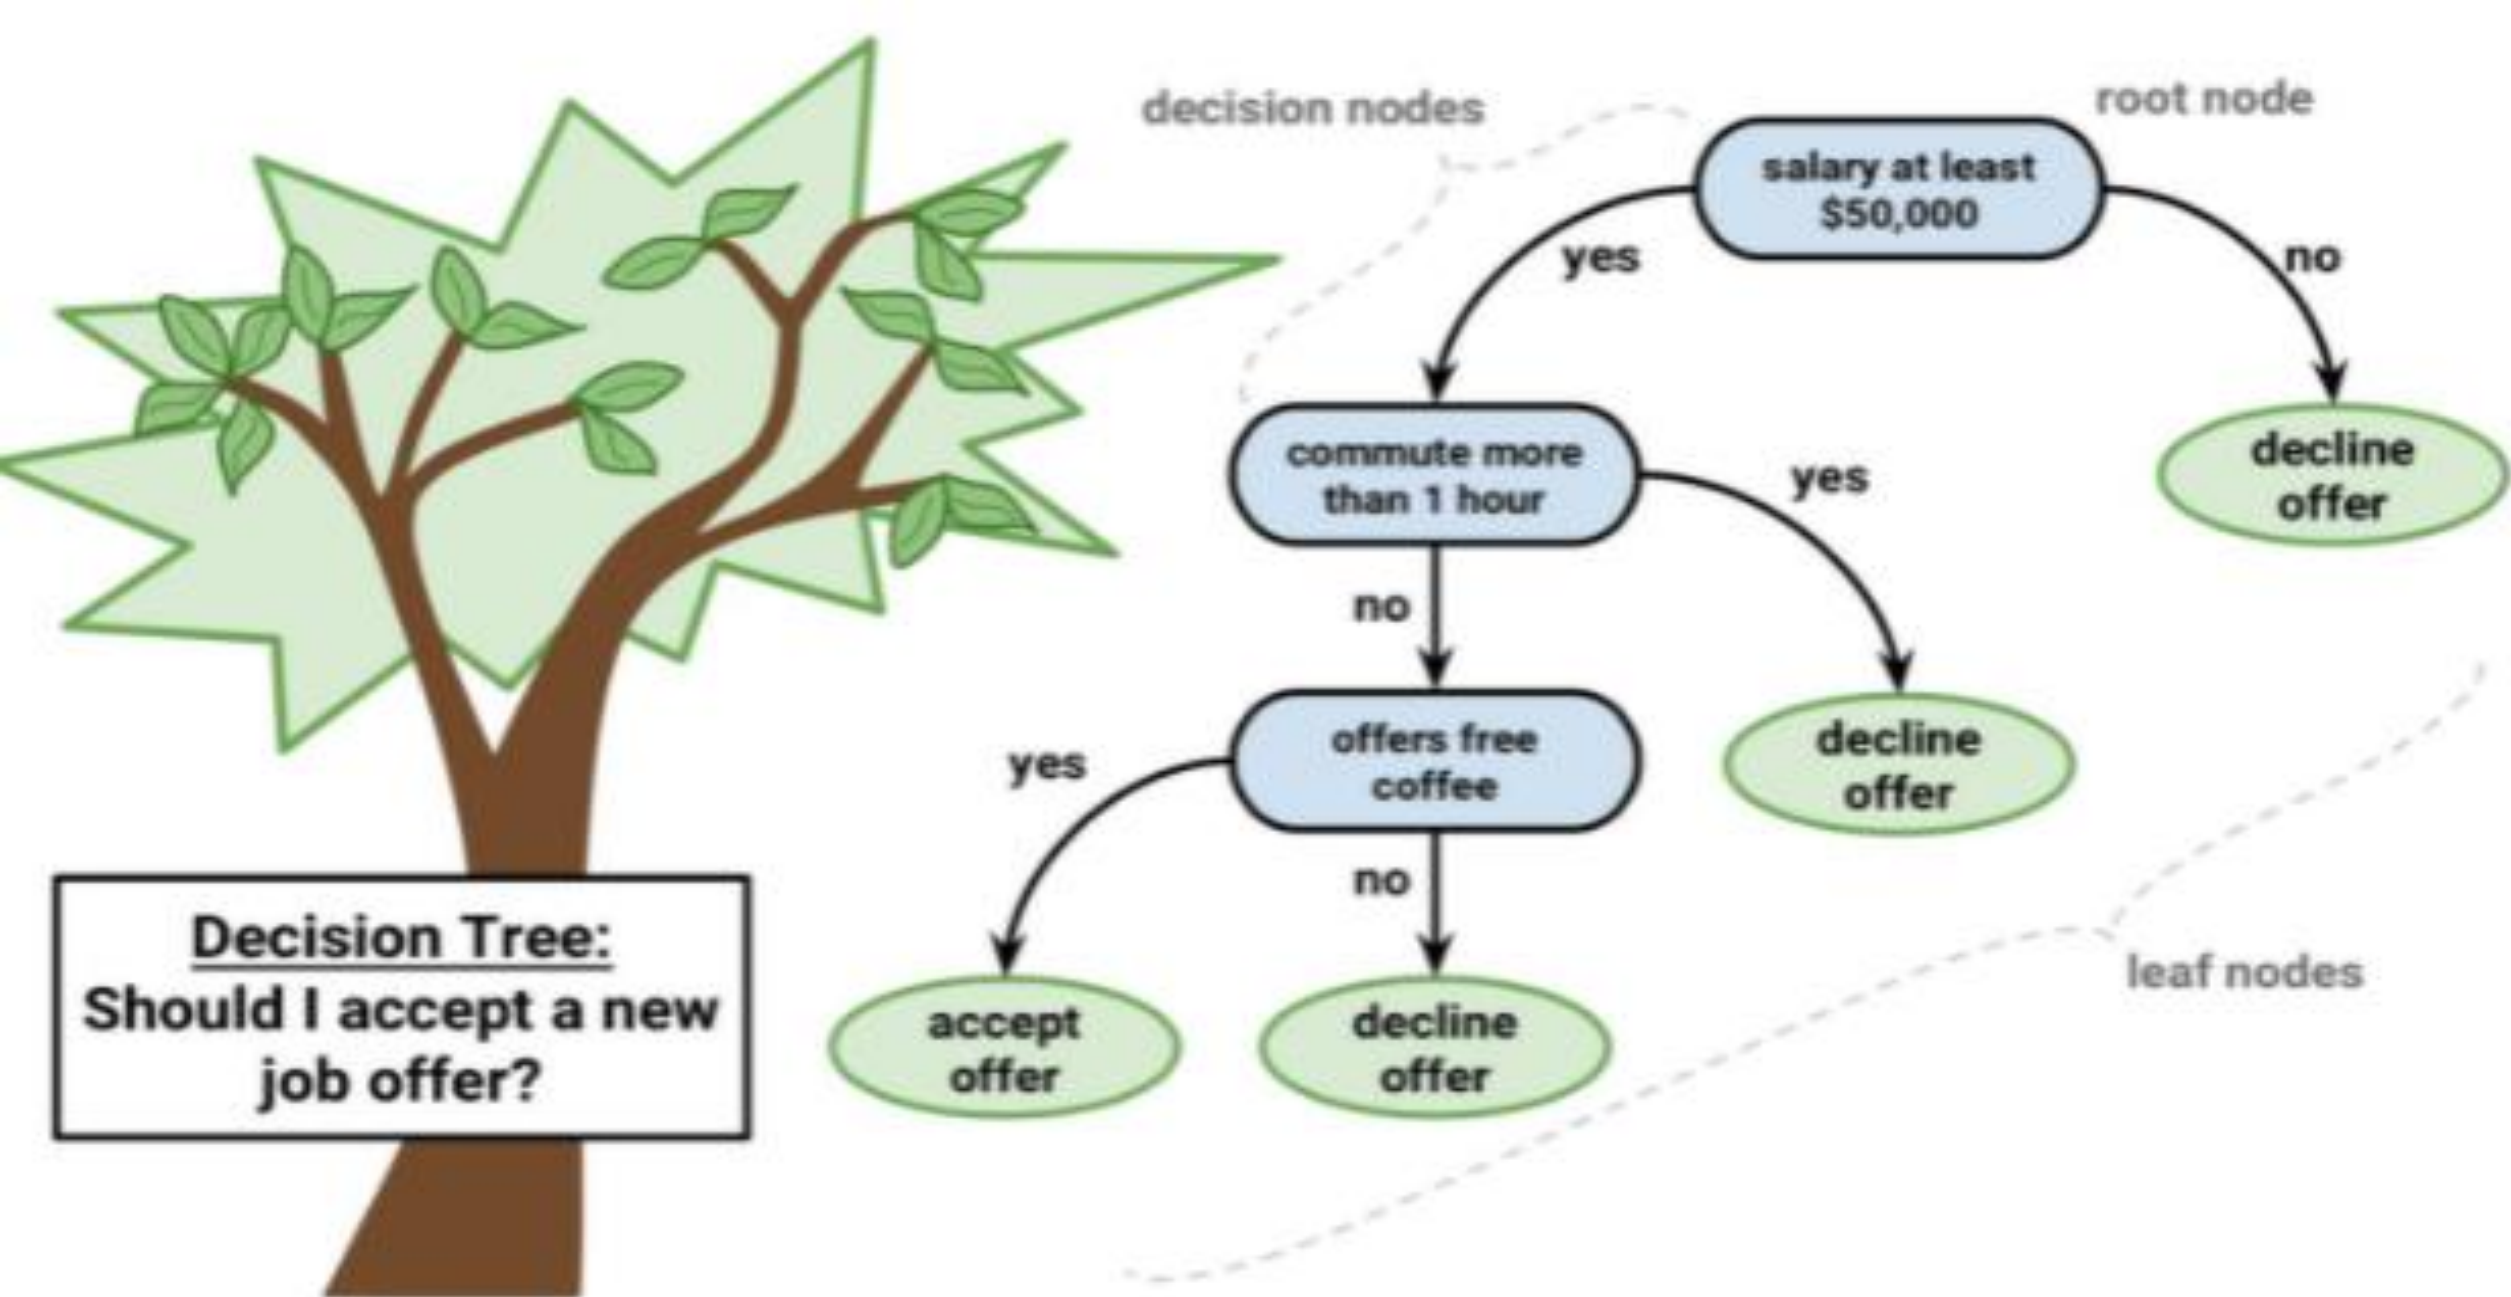 decision nodes
root node
salary at least
$50,000
yes
no
commute more
than 1 hour
yes
decline
offer
no
offers free
coffee
decline
offer
yes
no
accept
offer
decline
offer
leaf nodes
Decision Tree:
Should I accept a new
job offer?